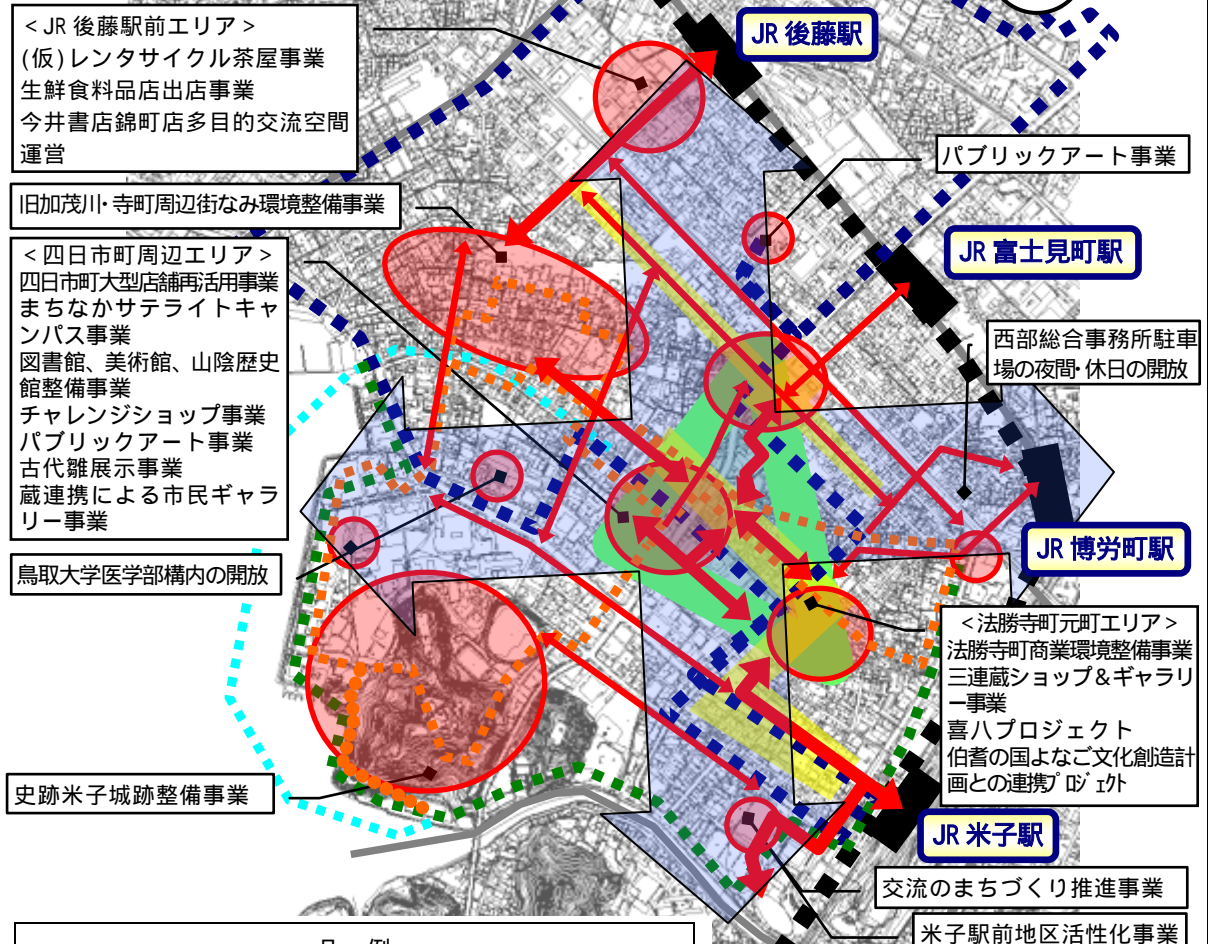 <JR後藤駅前エリア>
(仮)レンタサイクル茶屋事業
生鮮食料品店出店事業
今井書店錦町店多目的交流空間
運営
JR 後藤駅
パブリックアート事業
旧加茂川・寺町周辺街なみ環境整備事業
JR 富士見町駅
<四日市町周辺エリア>
四日市町大型店舗再活用事業
まちなかサテライトキャ
ンパス事業
図書館、美術館、山陰歴史
館整備事業
チャレンジショップ事業
パブリックアート事業
古代雛展示事業
蔵連携による市民ギャラ
リー事業
西部総合事務所駐車
場の夜間・休日の開放
JR 博労町駅
鳥取大学医学部構内の開放
<法勝寺町元町エリア>
法勝寺町商業環境整備事業
三連蔵ショップ&ギャラリ
ー事業
喜八プロジェクト
伯耆の国よなご文化創造計
画との連携プロジェクト
史跡米子城跡整備事業
JR 米子駅
交流のまちづくり推進事業
米子駅前地区活性化事業
凡 例